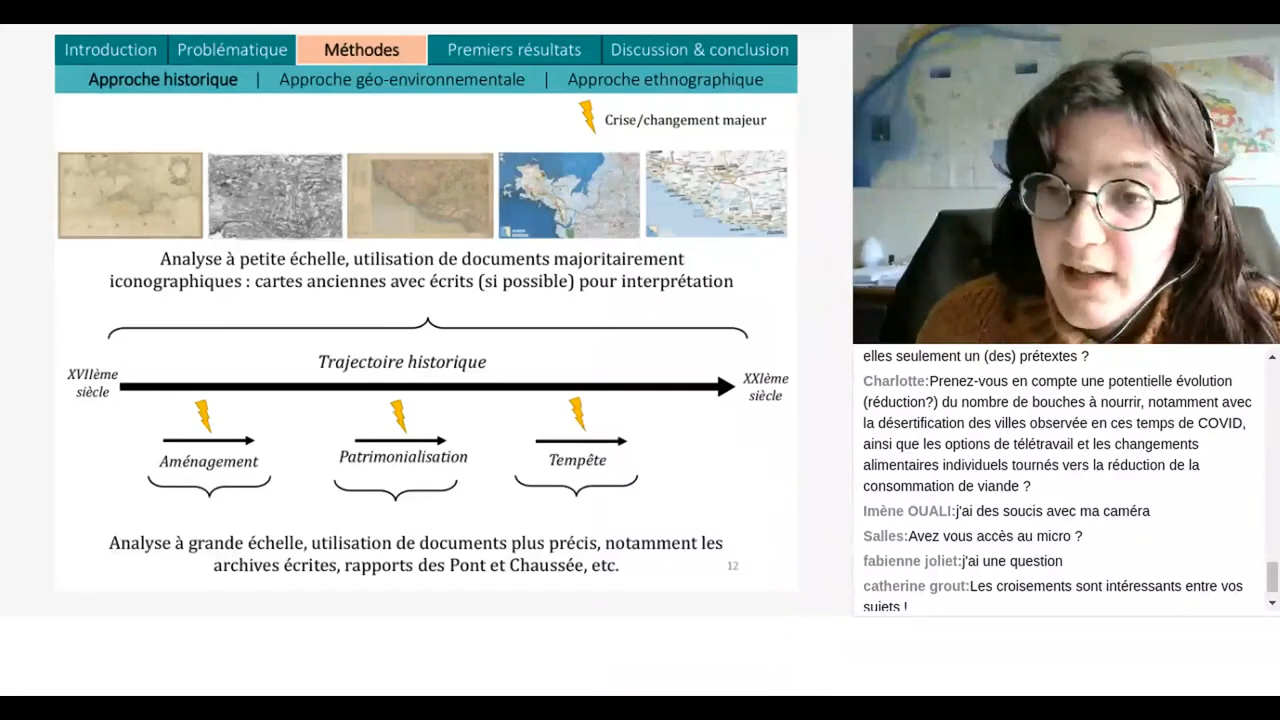 Introduction
Problématique
Méthodes
Premiers résultats
Discussion & conclusion
Approche historique | Approche géo-environnementale | Approche ethnographique
Crise/changement majeur
Analyse à petite échelle, utilisation de documents majoritairement
iconographiques : cartes anciennes avec écrits (si possible) pour interprétation
Trajectoire historique
XVIIème
siècle
XXIème
siècle
Aménagement
Patrimonialisation
Tempête
Analyse à grande échelle, utilisation de documents plus précis, notamment les
archives écrites, rapports des Pont et Chaussée, etc.
12
elles seulement un (des) prétextes ?
Charlotte:Prenez-vous en compte une potentielle évolution
(réduction?) du nombre de bouches à nourrir, notamment avec
la désertification des villes observée en ces temps de COVID,
ainsi que les options de télétravail et les changements
alimentaires individuels tournés vers la réduction de la
consommation de viande ?
Imène OUALI:j'ai des soucis avec ma caméra
Salles:Avez vous accès au micro ?
fabienne joliet:j'ai une question
catherine grout:Les croisements sont intéressants entre vos
sujets !